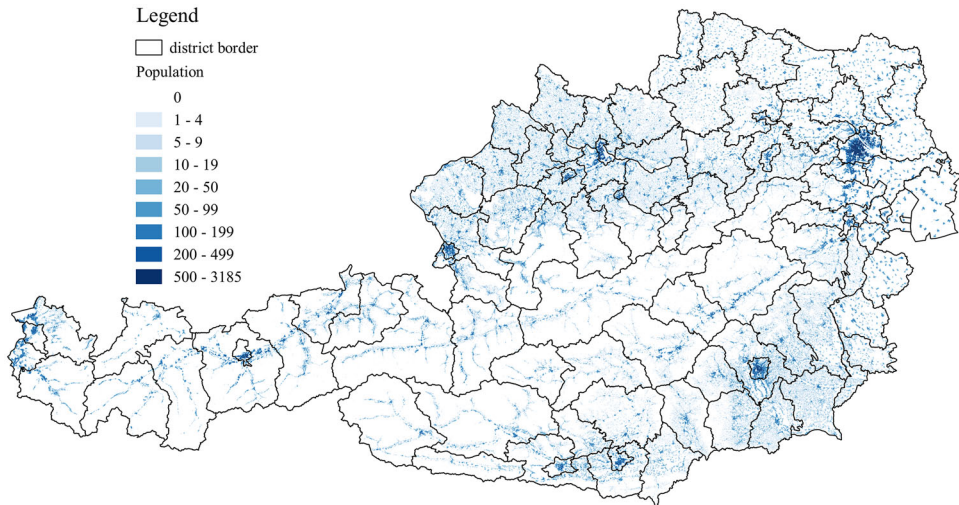 Legend
district border
Population
0
1 - 4
5 - 9
10 - 19
20 - 50
50 - 99
100 - 199
200 - 499
500 - 3185